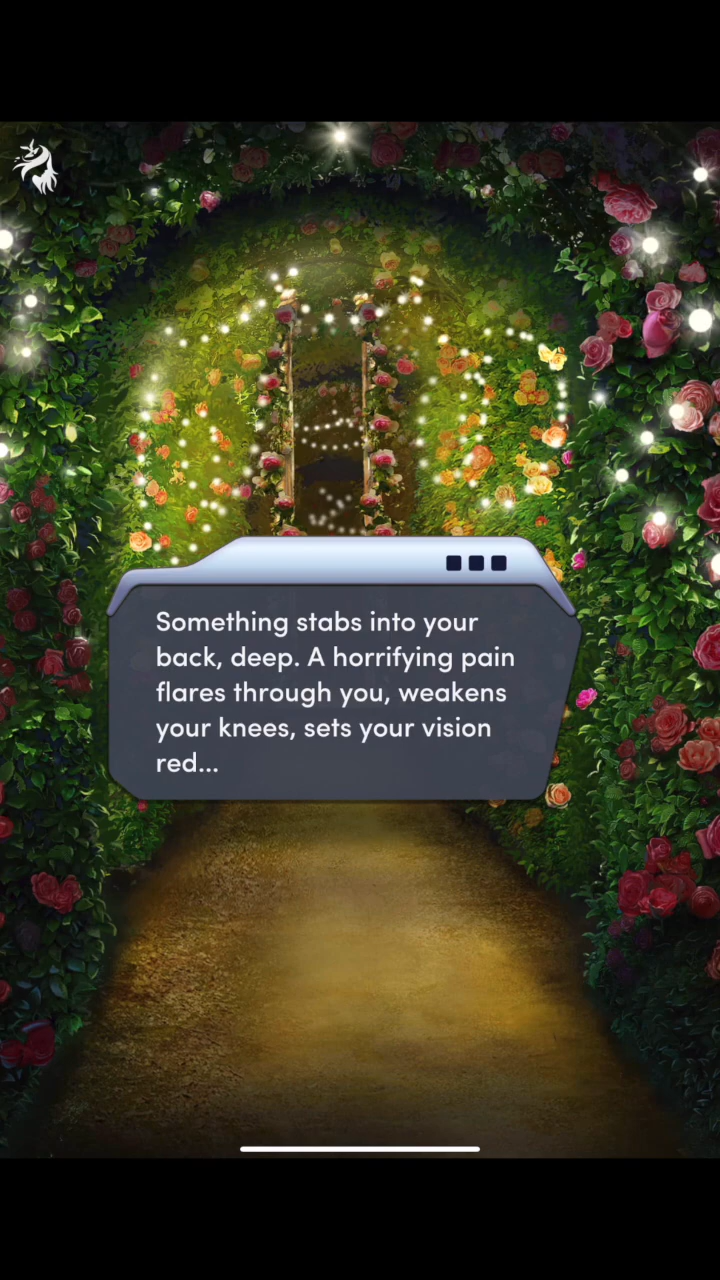 Something stabs into your
back, deep. A horrifying pain
flares through you, weakens
your knees, sets your vision
red...